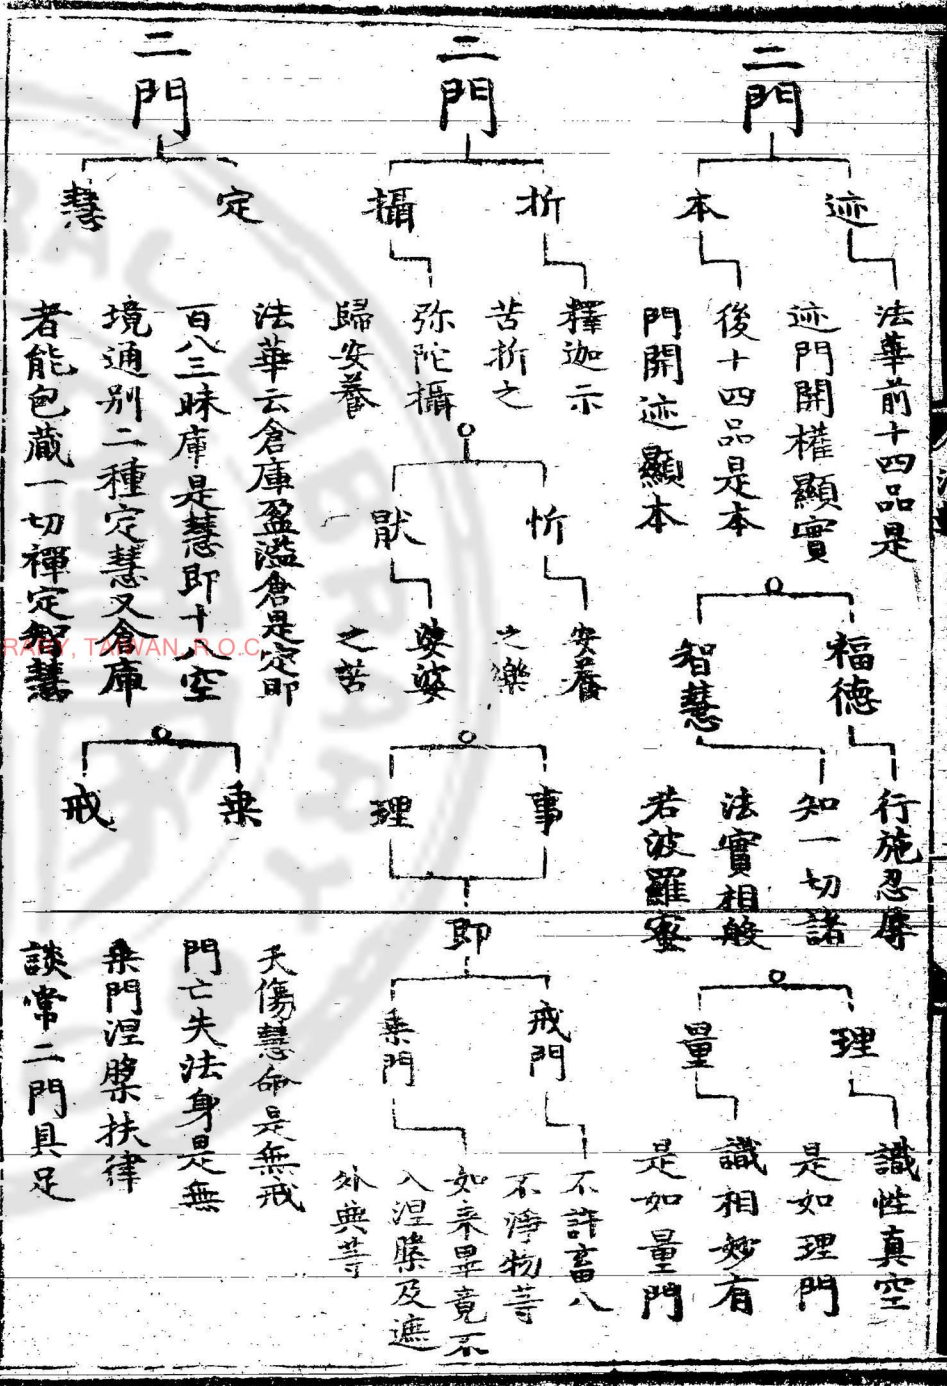 二門
迹
法華前十四品是
迹門開權顯實
本
後十四品是本
門開迹顯本
福德
行施忍辱
智慧
知一切諸
法實相般
若波羅蜜
理
識性真空
是如理門
量
識相妙有
是如量門
二門
折
釋迦示
苦折之
攝
弥陀攝
歸安養
忻
安養
之樂
猒
娑婆
之苦
事
理
即
戒門
不許畜八
不淨物等
乗門
如来畢竟不
入涅槃及遮
外典等
二門
定
慧
法華云倉庫盈溢倉是定即
百八三昧庫是慧即十八空
境通别二種定慧又倉庫
者能包藏一切禪定智慧
乗
戒
夭傷慧命是無戒
門亡失法身是無
乗門涅槃扶律
談常二門具足
RARY, TAIWAN, R.O.C.